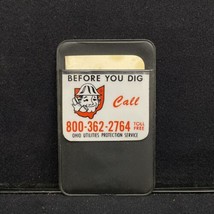 BEFORE YOU DIG
Call
800-362-2764 TOLL FREE
OHIO UTILITIES PROTECTION SERVICE